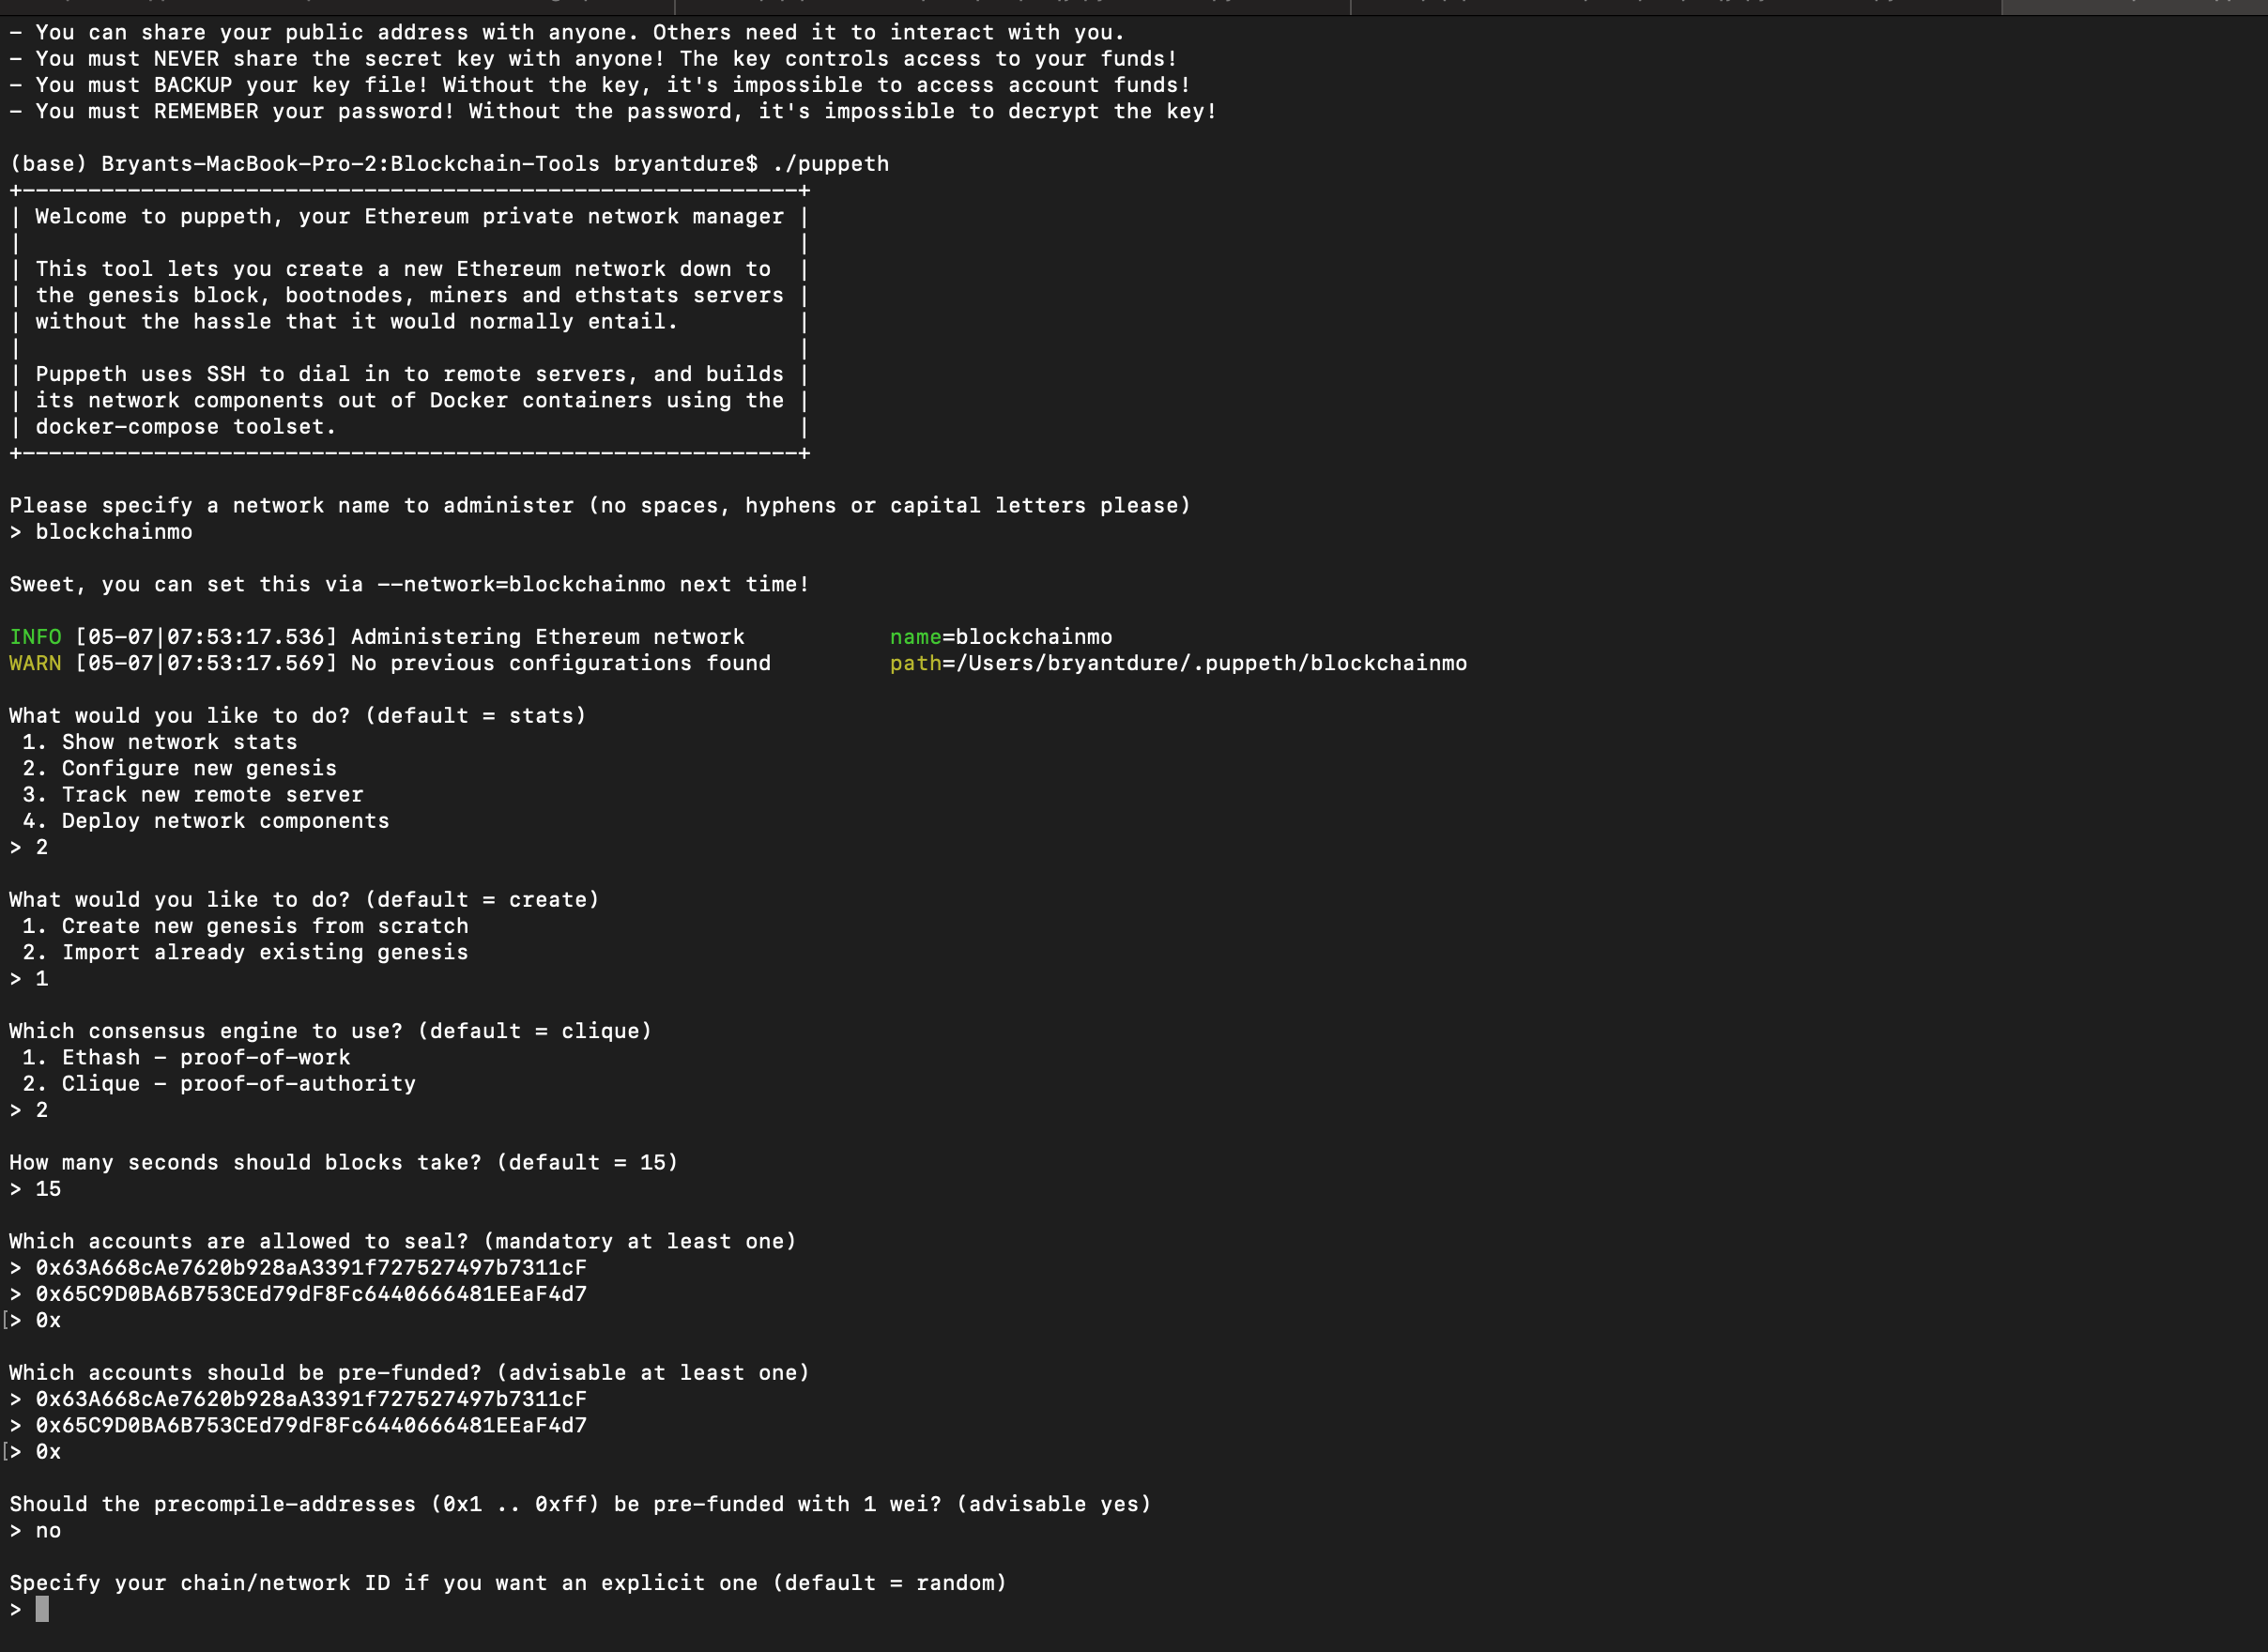 - You can share your public address with anyone. Others need it to interact with you.
- You must NEVER share the secret key with anyone! The key controls access to your funds!
- You must BACKUP your key file! Without the key, it's impossible to access account funds!
- You must REMEMBER your password! Without the password, it's impossible to decrypt the key!
(base) Bryants-MacBook-Pro-2:Blockchain-Tools bryantdure$ ./puppeth
+-----------------------------------------------------------+
| Welcome to puppeth, your Ethereum private network manager |
|                                                           |
| This tool lets you create a new Ethereum network down to  |
| the genesis block, bootnodes, miners and ethstats servers |
| without the hassle that it would normally entail.         |
|                                                           |
| Puppeth uses SSH to dial in to remote servers, and builds |
| its network components out of Docker containers using the |
| docker-compose toolset.                                   |
+-----------------------------------------------------------+
Please specify a network name to administer (no spaces, hyphens or capital letters please)
> blockchainmo
Sweet, you can set this via --network=blockchainmo next time!
INFO [05-07|07:53:17.536] Administering Ethereum network           name=blockchainmo
WARN [05-07|07:53:17.569] No previous configurations found         path=/Users/bryantdure/.puppeth/blockchainmo
What would you like to do? (default = stats)
 1. Show network stats
 2. Configure new genesis
 3. Track new remote server
 4. Deploy network components
> 2
What would you like to do? (default = create)
 1. Create new genesis from scratch
 2. Import already existing genesis
> 1
Which consensus engine to use? (default = clique)
 1. Ethash - proof-of-work
 2. Clique - proof-of-authority
> 2
How many seconds should blocks take? (default = 15)
> 15
Which accounts are allowed to seal? (mandatory at least one)
> 0x63A668cAe7620b928aA3391f727527497b7311cF
> 0x65C9D0BA6B753CEd79dF8Fc6440666481EEaF4d7
[> 0x
Which accounts should be pre-funded? (advisable at least one)
> 0x63A668cAe7620b928aA3391f727527497b7311cF
> 0x65C9D0BA6B753CEd79dF8Fc6440666481EEaF4d7
[> 0x
Should the precompile-addresses (0x1 .. 0xff) be pre-funded with 1 wei? (advisable yes)
> no
Specify your chain/network ID if you want an explicit one (default = random)
>